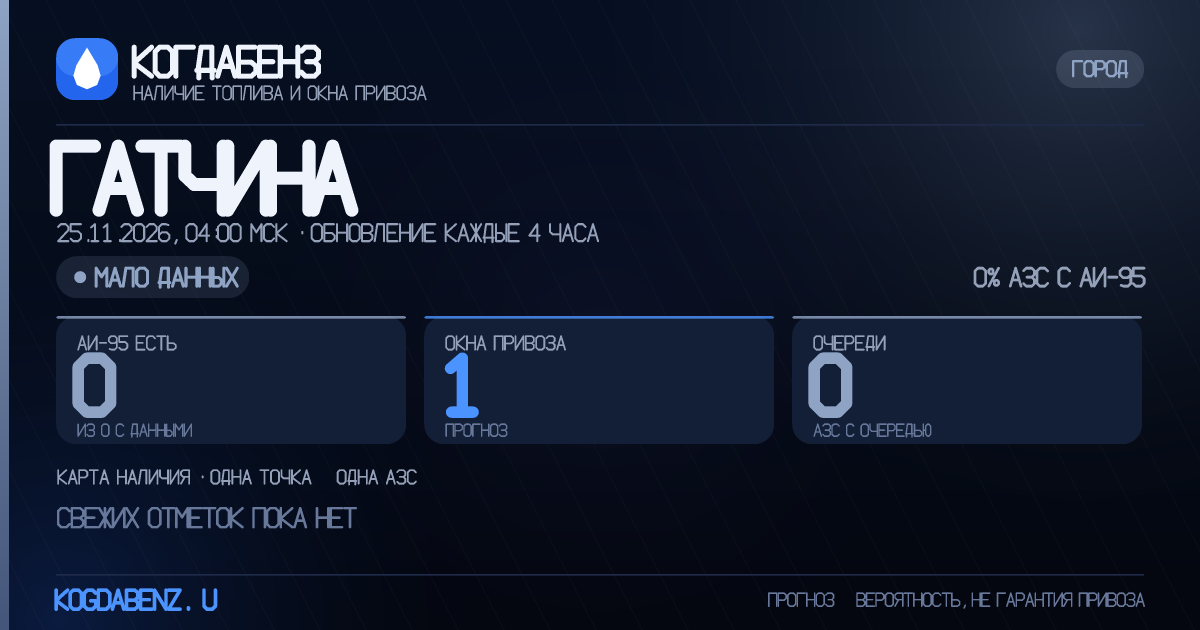 КОГДАБЕНЗ
НАЛИЧИЕ ТОПЛИВА И ОКНА ПРИВОЗА
ГОРОД
ГАТЧИНА
25.11.2026, 04:00 МСК · ОБНОВЛЕНИЕ КАЖДЫЕ 4 ЧАСА
МАЛО ДАННЫХ
0% АЗС С АИ-95
АИ-95 ЕСТЬ
0
ИЗ 0 С ДАННЫМИ
ОКНА ПРИВОЗА
1
ПРОГНОЗ
ОЧЕРЕДИ
0
АЗС С ОЧЕРЕДЬЮ
КАРТА НАЛИЧИЯ · ОДНА ТОЧКА ОДНА АЗС
СВЕЖИХ ОТМЕТОК ПОКА НЕТ
KOGDABENZ. U
ПРОГНОЗ ВЕРОЯТНОСТЬ, НЕ ГАРАНТИЯ ПРИВОЗА